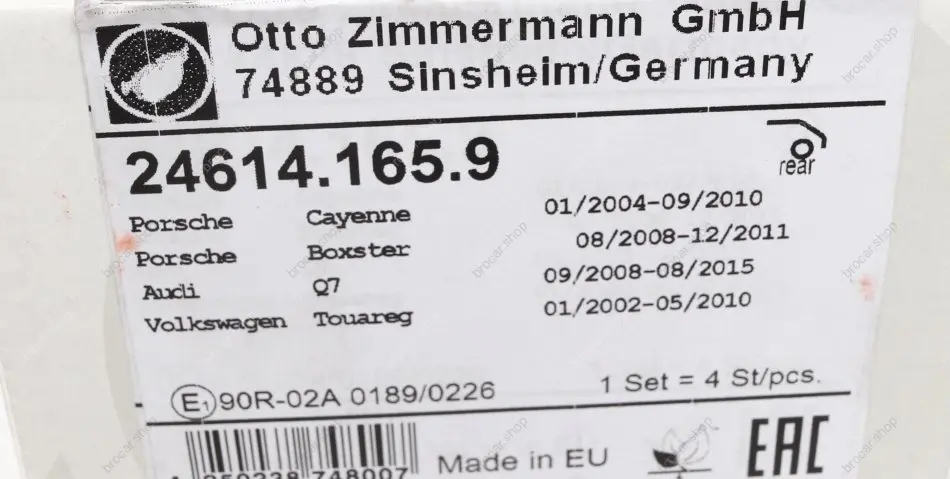 Otto Zimmermann GmbH
74889 Sinsheim/Germany
24614.165.9
rear
Porsche Cayenne 01/2004-09/2010
Porsche Boxster 08/2008-12/2011
Audi Q7 09/2008-08/2015
Volkswagen Touareg 01/2002-05/2010
E1 90R-02A 0189/0226
1 Set = 4 St/pcs.
Made in EU
EAC
brocar.shop